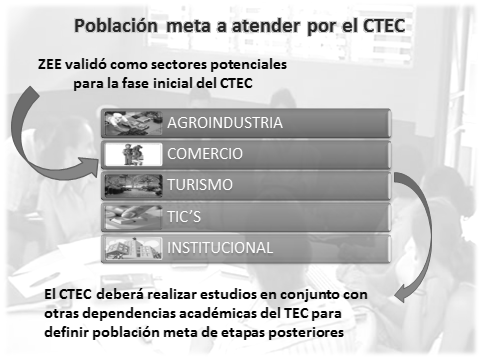 Población meta a atender por el CTEC
ZEE validó como sectores potenciales
para la fase inicial del CTEC
AGROINDUSTRIA
COMERCIO
TURISMO
TIC'S
INSTITUCIONAL
El CTEC deberá realizar estudios en conjunto con
otras dependencias académicas del TEC para
definir población meta de etapas posteriores